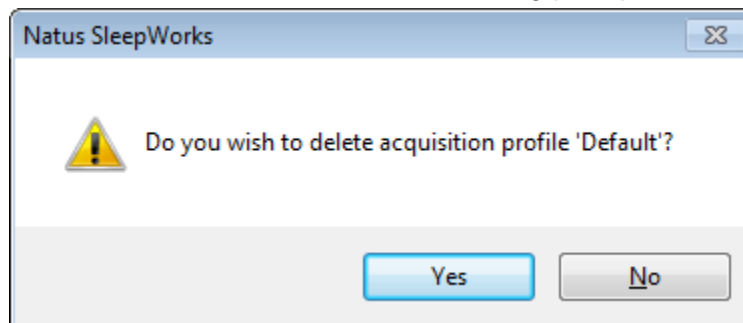 Natus SleepWorks
Do you wish to delete acquisition profile 'Default'?
Yes
No